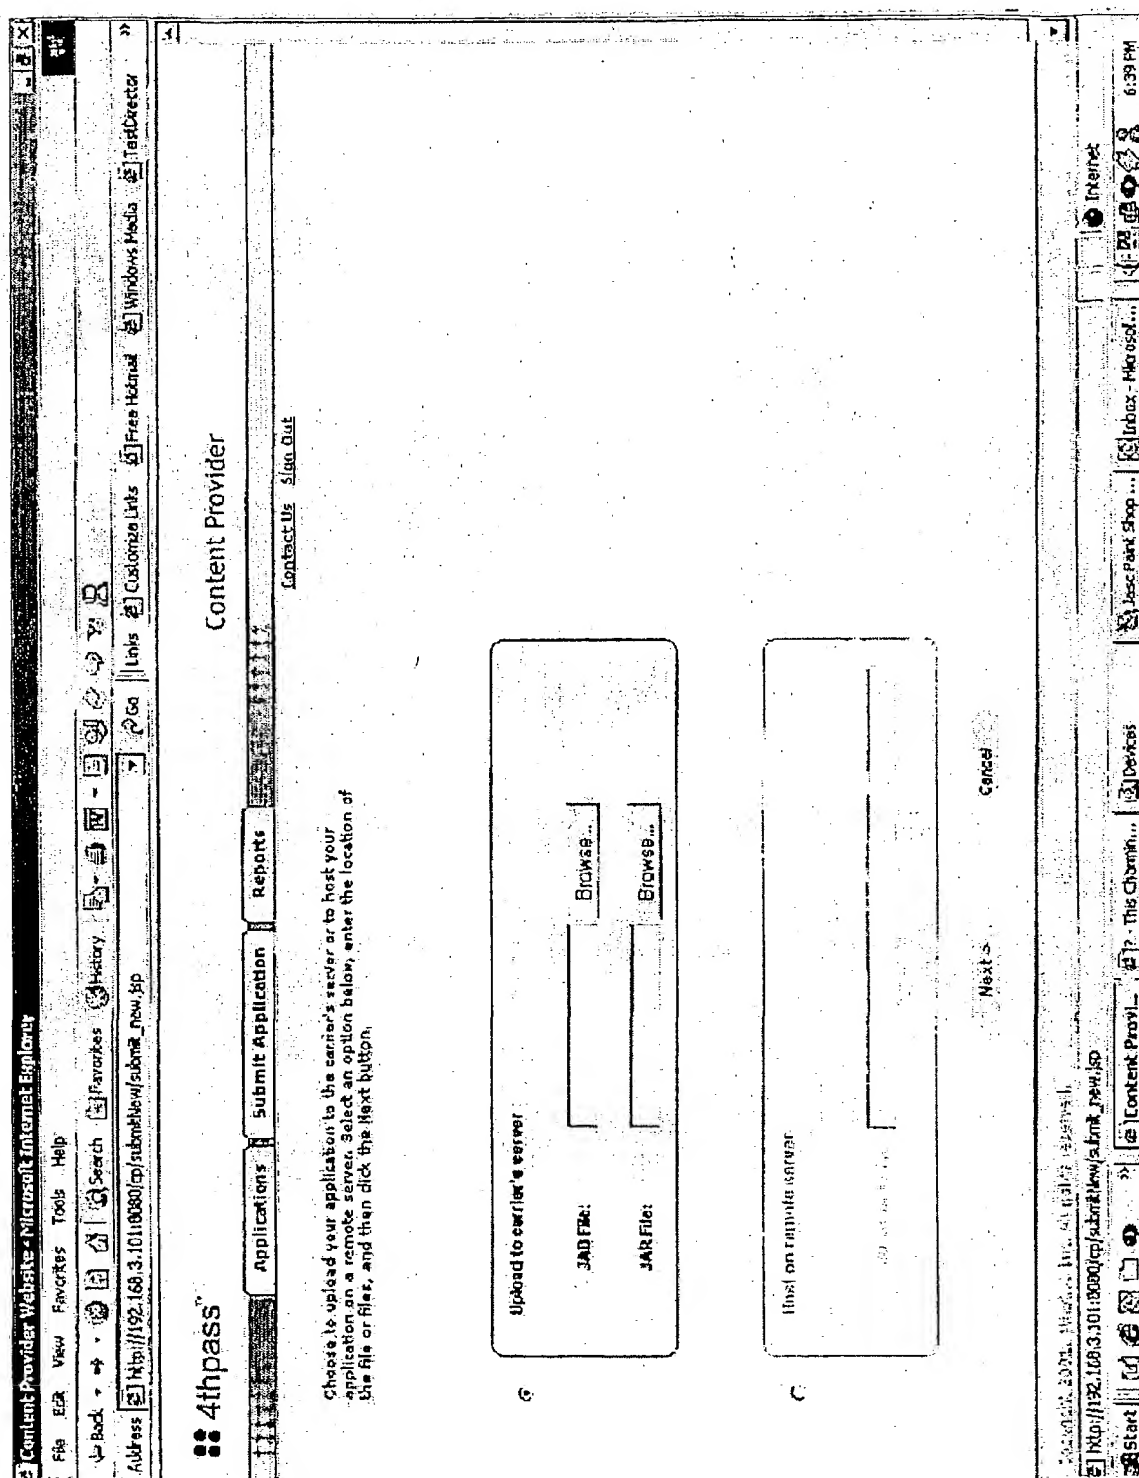 Content Provider Website - Microsoft Internet Explorer
File Edit View Favorites Tools Help
Back Search Favorites History
Address http://192.168.3.101:8080/cp/submitNew/submit_new.jsp Go Links Customize Links Free Hotmail Windows Media TestDirector
4thpass™ Content Provider
Applications Submit Application Reports
Contact Us Sign Out
Choose to upload your application to the carrier's server or to host your
application on a remote server. Select an option below, enter the location of
the file or files, and then click the Next button.
Upload to carrier's server
JAD File: Browse...
JAR File: Browse...
Host on remote server
Next > Cancel
http://192.168.3.101:8080/cp/submitNew/submit_new.jsp Internet
Start Content Provi... ? - This Channin... Devices Jasc Paint Shop ... Inbox - Microsof... 6:39 PM